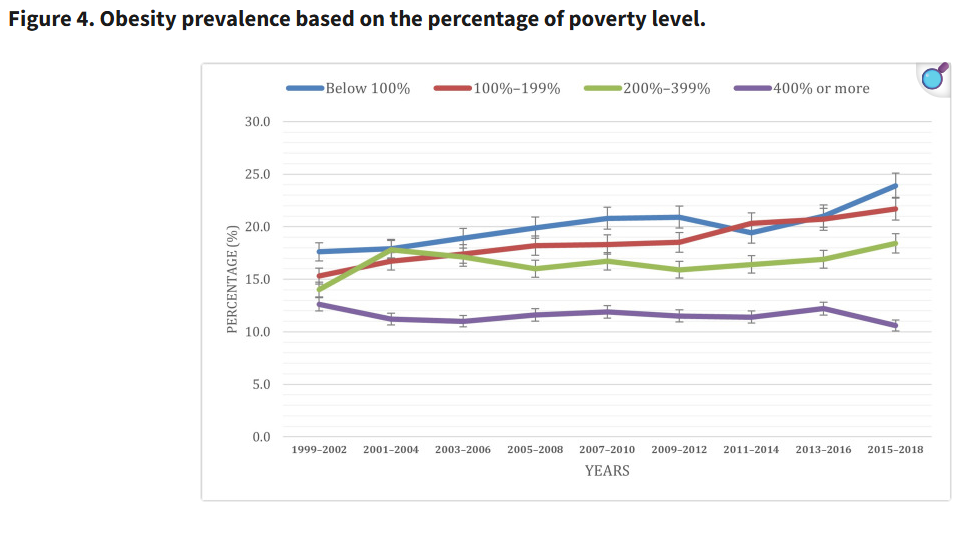 Figure 4. Obesity prevalence based on the percentage of poverty level.
Below 100% 100%–199% 200%–399% 400% or more
30.0
25.0
20.0
15.0
10.0
5.0
0.0
PERCENTAGE (%)
1999–2002 2001–2004 2003–2006 2005–2008 2007–2010 2009–2012 2011–2014 2013–2016 2015–2018
YEARS